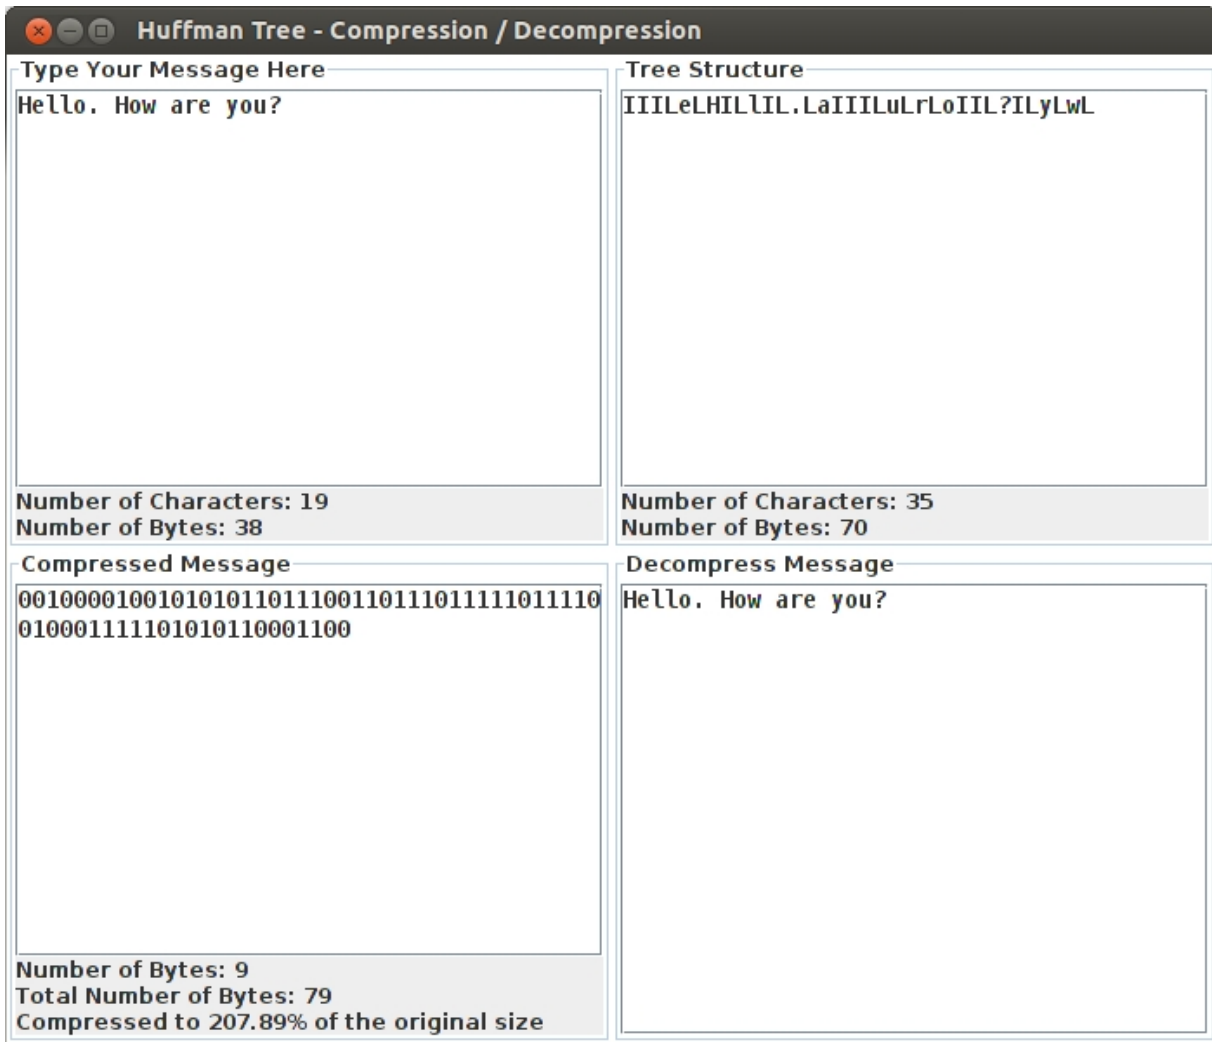 Huffman Tree - Compression / Decompression
Type Your Message Here
Hello. How are you?
Number of Characters: 19
Number of Bytes: 38
Tree Structure
IIILeLHILlIL.LaIIILuLrLoIIL?ILyLwL
Number of Characters: 35
Number of Bytes: 70
Compressed Message
001000010010101011011100110111011111011110
010001111101010110001100
Number of Bytes: 9
Total Number of Bytes: 79
Compressed to 207.89% of the original size
Decompress Message
Hello. How are you?